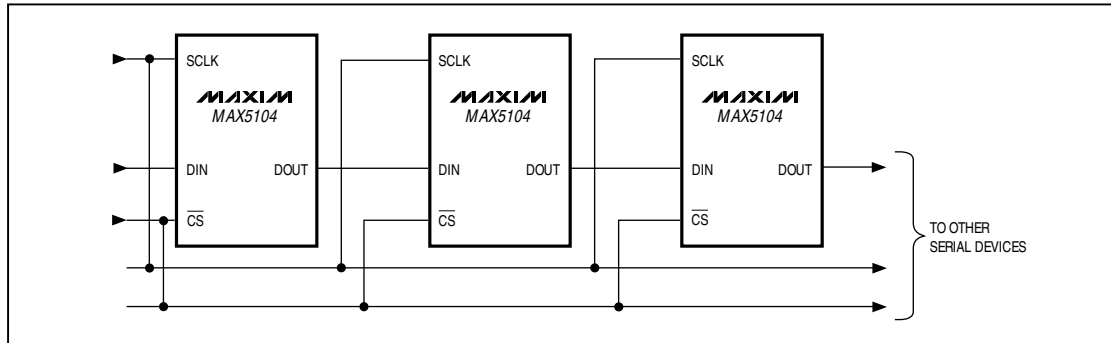 SCLK
MAXIM
MAX5104
DIN
DOUT
CS
SCLK
MAXIM
MAX5104
DIN
DOUT
CS
SCLK
MAXIM
MAX5104
DIN
DOUT
CS
TO OTHER
SERIAL DEVICES